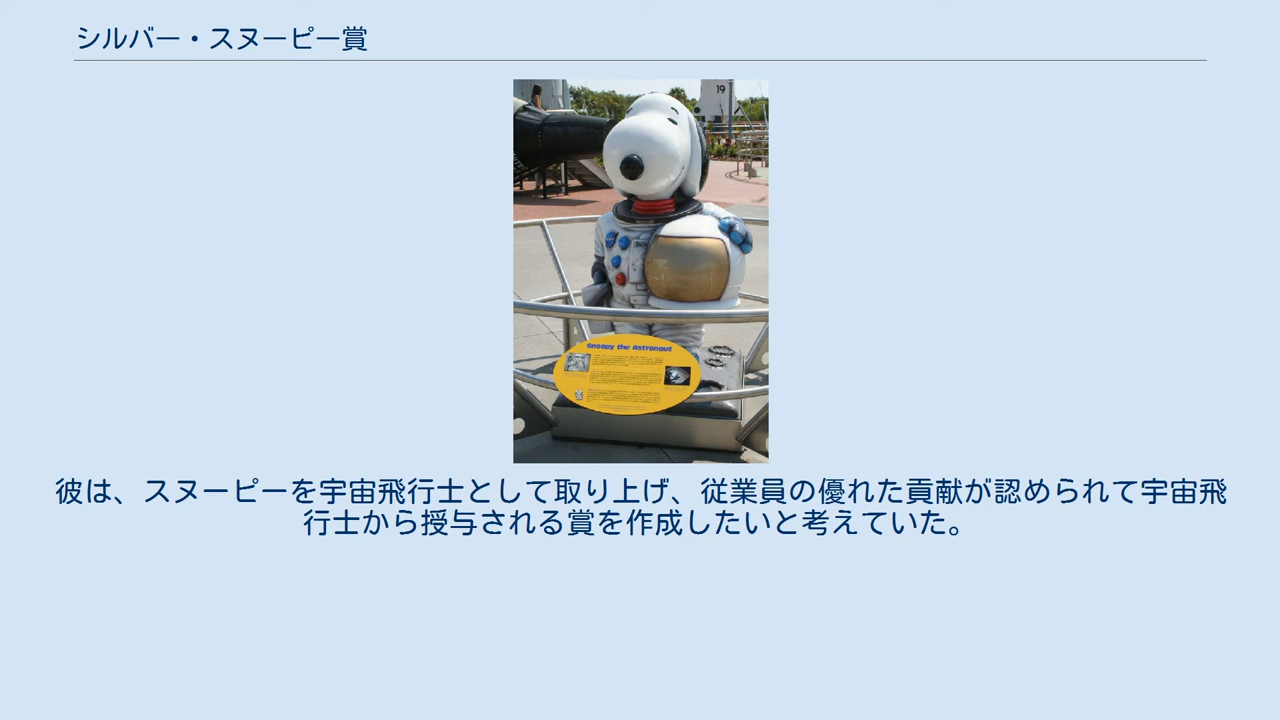 シルバー・スヌーピー賞
19
Snoopy the Astronaut
彼は、スヌーピーを宇宙飛行士として取り上げ、従業員の優れた貢献が認められて宇宙飛
行士から授与される賞を作成したいと考えていた。